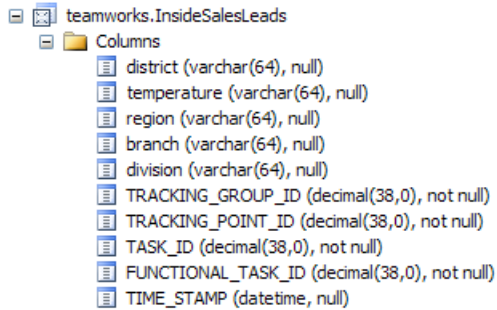 teamworks.InsideSalesLeads
Columns
district (varchar(64), null)
temperature (varchar(64), null)
region (varchar(64), null)
branch (varchar(64), null)
division (varchar(64), null)
TRACKING_GROUP_ID (decimal(38,0), not null)
TRACKING_POINT_ID (decimal(38,0), not null)
TASK_ID (decimal(38,0), not null)
FUNCTIONAL_TASK_ID (decimal(38,0), not null)
TIME_STAMP (datetime, null)